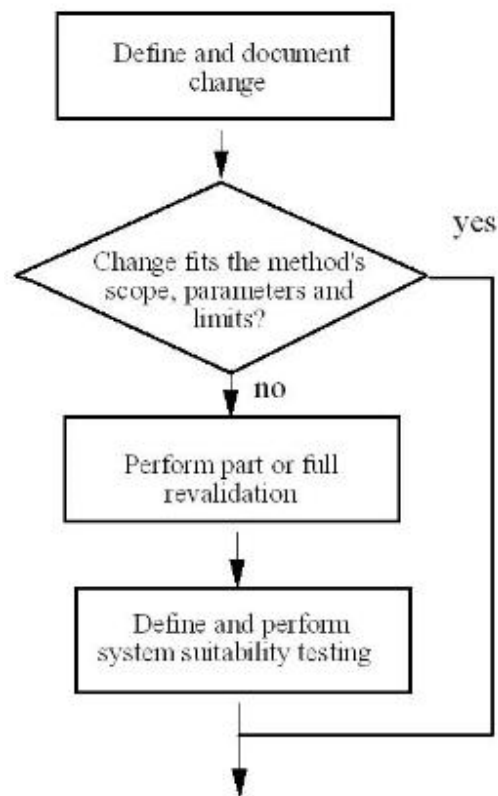 Define and document
change
yes
Change fits the method's
scope, parameters and
limits?
no
Perform part or full
revalidation
Define and perform
system suitability testing